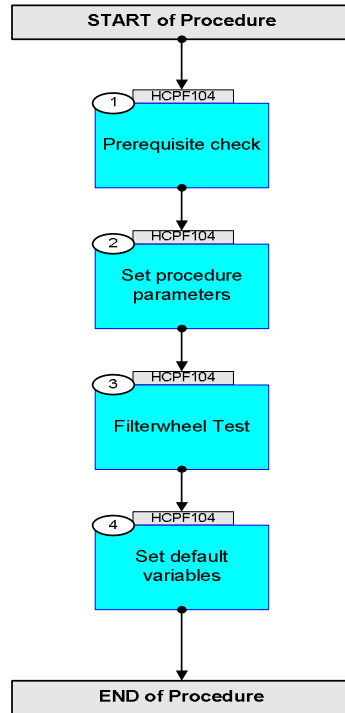 START of Procedure
HCPF104
1
Prerequisite check
HCPF104
2
Set procedure
parameters
HCPF104
3
Filterwheel Test
HCPF104
4
Set default
variables
END of Procedure